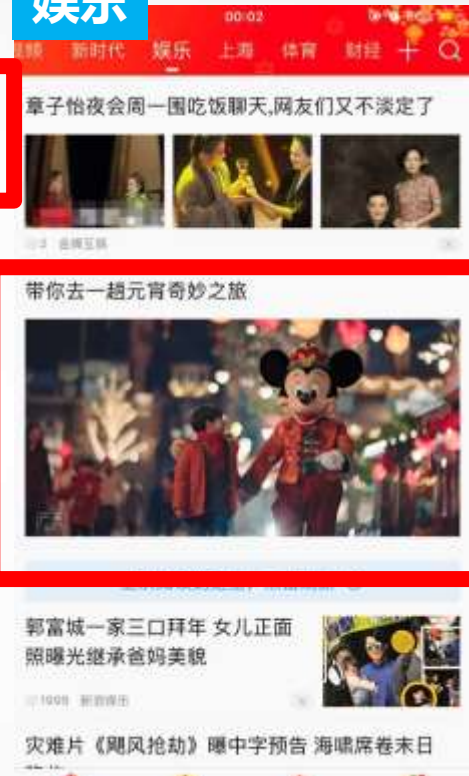 娱乐
00:02
视频 新时代 娱乐 上海 体育 财经
章子怡夜会周一围吃饭聊天,网友们又不淡定了
带你去一趟元宵奇妙之旅
郭富城一家三口拜年 女儿正面
照曝光继承爸妈美貌
灾难片《飓风抢劫》曝中字预告 海啸席卷末日